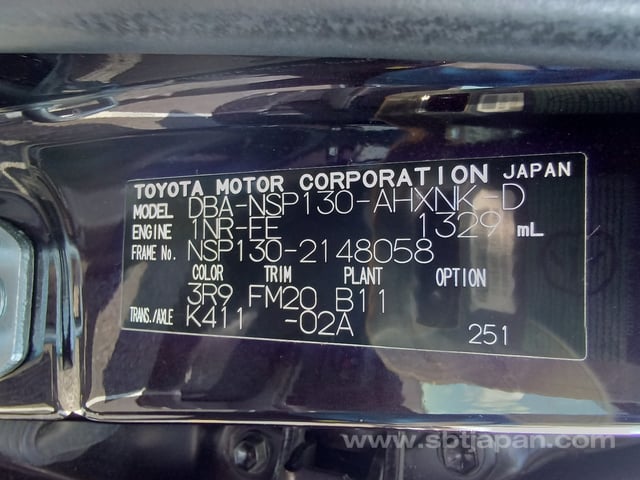 TOYOTA MOTOR CORPORATION JAPAN
MODEL DBA-NSP130-AHXNK-D
ENGINE 1NR-FE 1329 mL
FRAME No. NSP130-2148058
COLOR TRIM PLANT OPTION
3R9 FM20 B11
TRANS./AXLE K411 -02A
251
www.sbtjapan.com